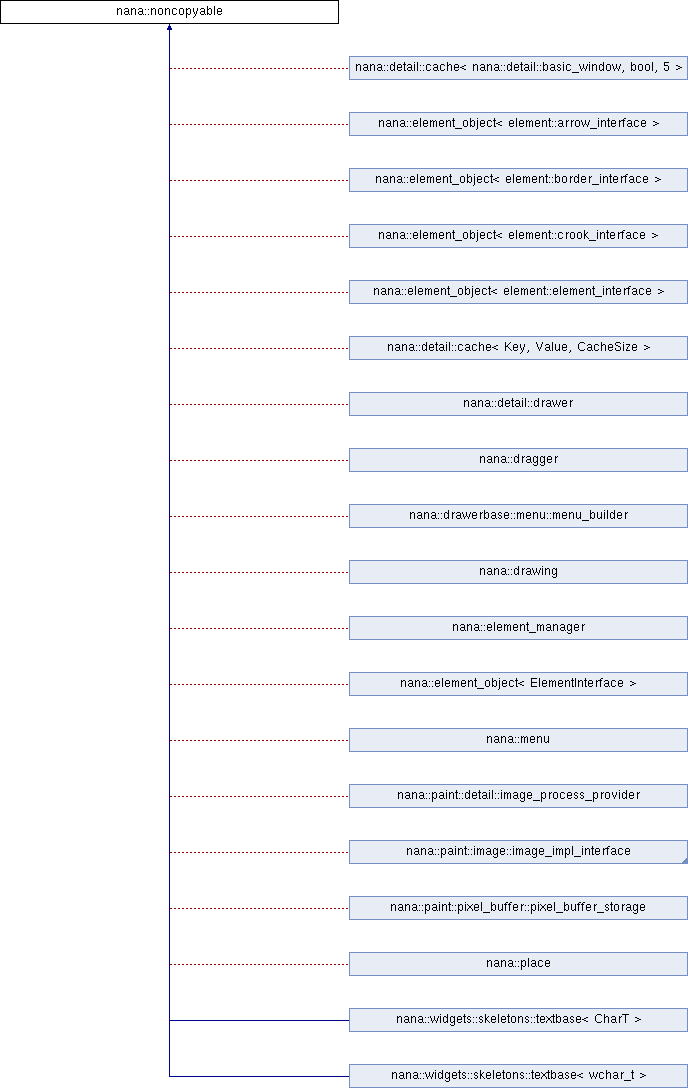 nana::noncopyable
nana::detail::cache< nana::detail::basic_window, bool, 5 >
nana::element_object< element::arrow_interface >
nana::element_object< element::border_interface >
nana::element_object< element::crook_interface >
nana::element_object< element::element_interface >
nana::detail::cache< Key, Value, CacheSize >
nana::detail::drawer
nana::dragger
nana::drawerbase::menu::menu_builder
nana::drawing
nana::element_manager
nana::element_object< ElementInterface >
nana::menu
nana::paint::detail::image_process_provider
nana::paint::image::image_impl_interface
nana::paint::pixel_buffer::pixel_buffer_storage
nana::place
nana::widgets::skeletons::textbase< CharT >
nana::widgets::skeletons::textbase< wchar_t >